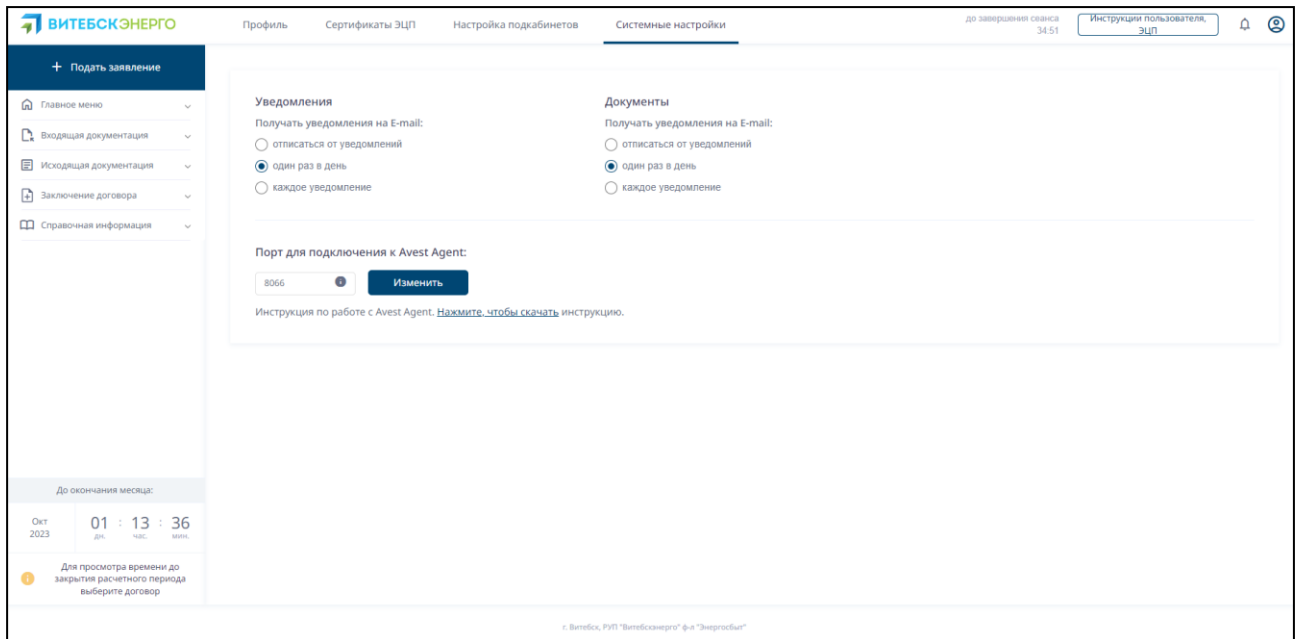 ВИТЕБСКЭНЕРГО
Профиль
Сертификаты ЭЦП
Настройка подкабинетов
Системные настройки
до завершения сеанса
34:51
Инструкции пользователя,
ЭЦП
+ Подать заявление
Главное меню
Входящая документация
Исходящая документация
Заключение договора
Справочная информация
Уведомления
Получать уведомления на E-mail:
отписаться от уведомлений
один раз в день
каждое уведомление
Документы
Получать уведомления на E-mail:
отписаться от уведомлений
один раз в день
каждое уведомление
Порт для подключения к Avest Agent:
8066
Изменить
Инструкция по работе с Avest Agent. Нажмите, чтобы скачать инструкцию.
До окончания месяца:
Окт
2023
01 : 13 : 36
дн. час. мин.
Для просмотра времени до
закрытия расчетного периода
выберите договор
г. Витебск, РУП "Витебскэнерго" ф-л "Энергосбыт"